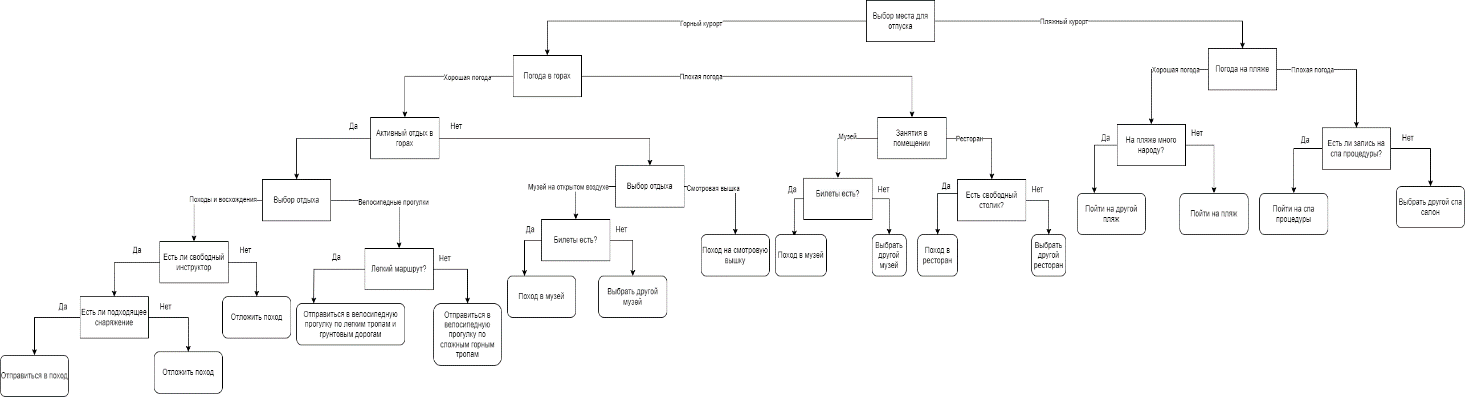 Выбор места для
отпуска
Горный курорт
Пляжный курорт
Погода в горах
Погода на пляже
Хорошая погода
Плохая погода
Хорошая погода
Плохая погода
Да
Активный отдых в
горах
Нет
Музей
Занятия в
помещении
Ресторан
Да
На пляже много
народу?
Нет
Да
Есть ли запись на
спа процедуры?
Нет
Походы и восхождения
Выбор отдыха
Велосипедные прогулки
Музей на открытом воздухе
Выбор отдыха
Смотровая вышка
Да
Билеты есть?
Нет
Да
Есть свободный
столик?
Нет
Пойти на другой
пляж
Пойти на пляж
Пойти на спа
процедуры
Выбрать другой спа
салон
Да
Есть ли свободный
инструктор
Нет
Да
Легкий маршрут?
Нет
Да
Билеты есть?
Нет
Поход на смотровую
вышку
Поход в музей
Выбрать
другой
музей
Поход в
ресторан
Выбрать
другой
ресторан
Да
Есть ли подходящее
снаряжение
Нет
Отложить поход
Отправиться в велосипедную
прогулку по легким тропам и
грунтовым дорогам
Отправиться в
велосипедную
прогулку по
сложным горным
тропам
Поход в музей
Выбрать другой
музей
Отправиться в поход
Отложить поход